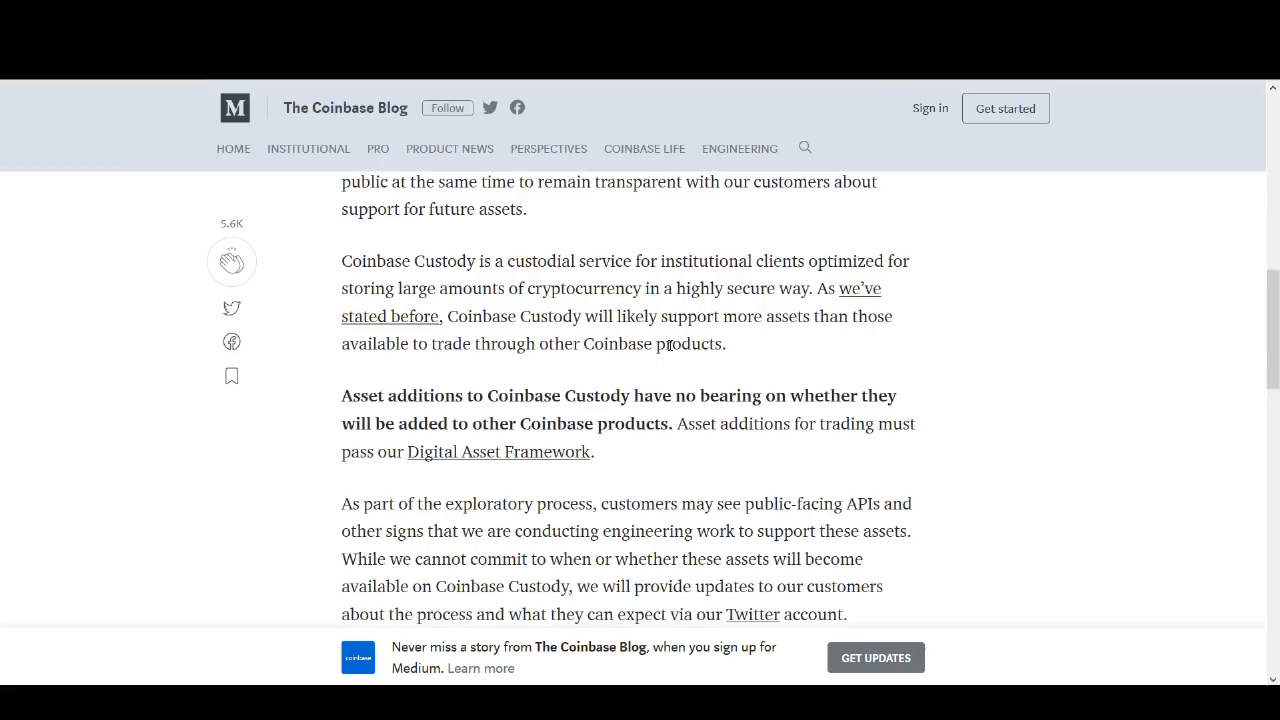 M The Coinbase Blog Follow Sign in Get started
HOME INSTITUTIONAL PRO PRODUCT NEWS PERSPECTIVES COINBASE LIFE ENGINEERING
public at the same time to remain transparent with our customers about
support for future assets.
5.6K
Coinbase Custody is a custodial service for institutional clients optimized for
storing large amounts of cryptocurrency in a highly secure way. As we’ve
stated before, Coinbase Custody will likely support more assets than those
available to trade through other Coinbase products.
Asset additions to Coinbase Custody have no bearing on whether they
will be added to other Coinbase products. Asset additions for trading must
pass our Digital Asset Framework.
As part of the exploratory process, customers may see public-facing APIs and
other signs that we are conducting engineering work to support these assets.
While we cannot commit to when or whether these assets will become
available on Coinbase Custody, we will provide updates to our customers
about the process and what they can expect via our Twitter account.
coinbase
Never miss a story from The Coinbase Blog, when you sign up for
Medium. Learn more
GET UPDATES